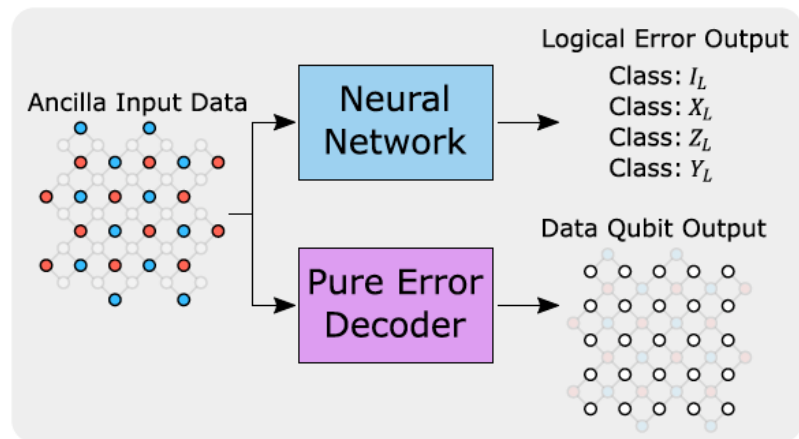 Ancilla Input Data
Neural
Network
Logical Error Output
Class: I_L
Class: X_L
Class: Z_L
Class: Y_L
Pure Error
Decoder
Data Qubit Output